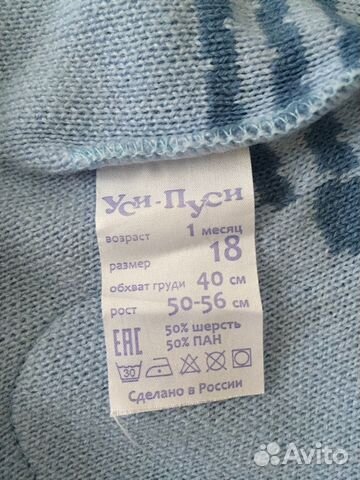 Уси-Пуси
возраст 1 месяц
размер 18
обхват груди 40 см
рост 50-56 см
ЕАС 50% шерсть
50% ПАН
30
Сделано в России
Avito